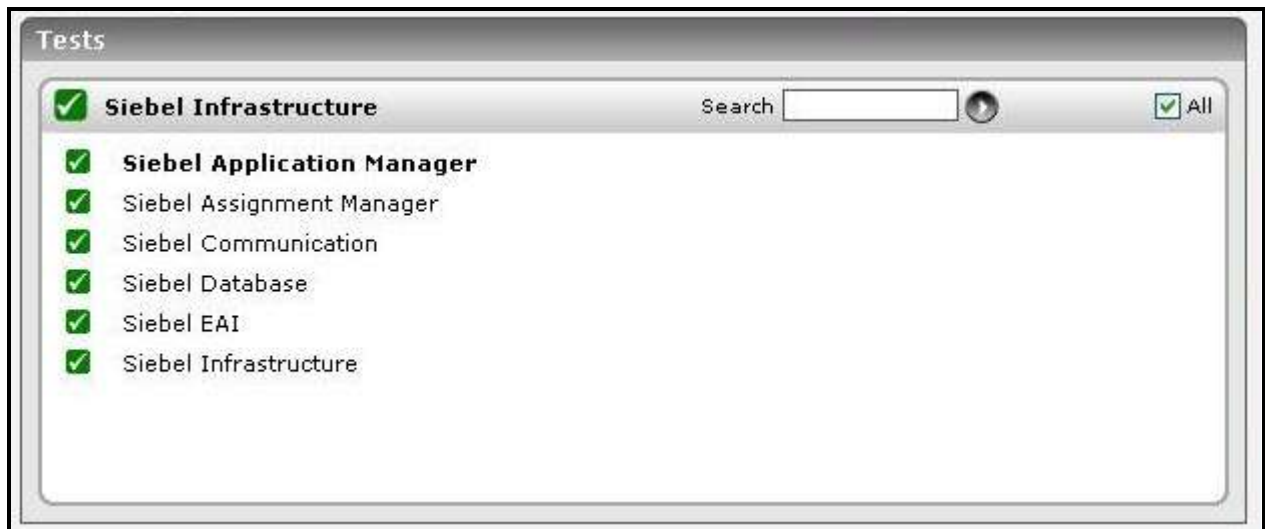 Tests
Siebel Infrastructure Search All
Siebel Application Manager
Siebel Assignment Manager
Siebel Communication
Siebel Database
Siebel EAI
Siebel Infrastructure